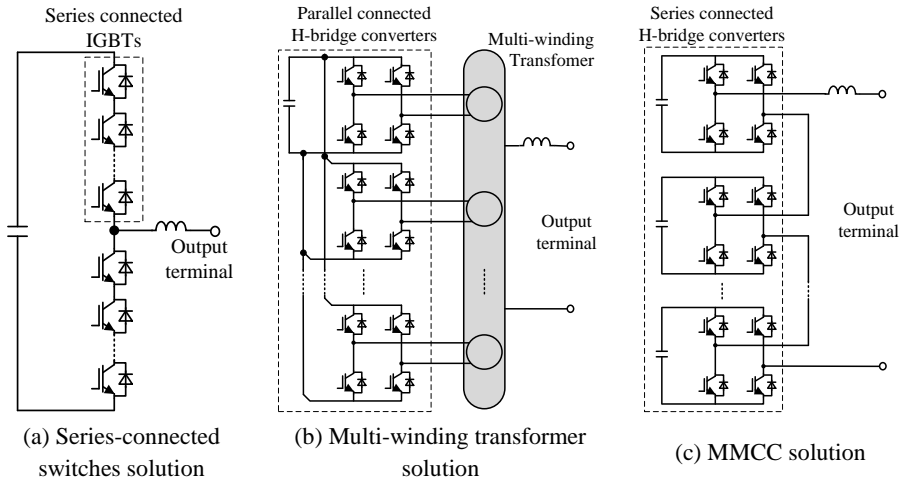 Series connected
IGBTs
Output
terminal
(a) Series-connected
switches solution
Parallel connected
H-bridge converters
Multi-winding
Transfomer
Output
terminal
(b) Multi-winding transformer
solution
Series connected
H-bridge converters
Output
terminal
(c) MMCC solution